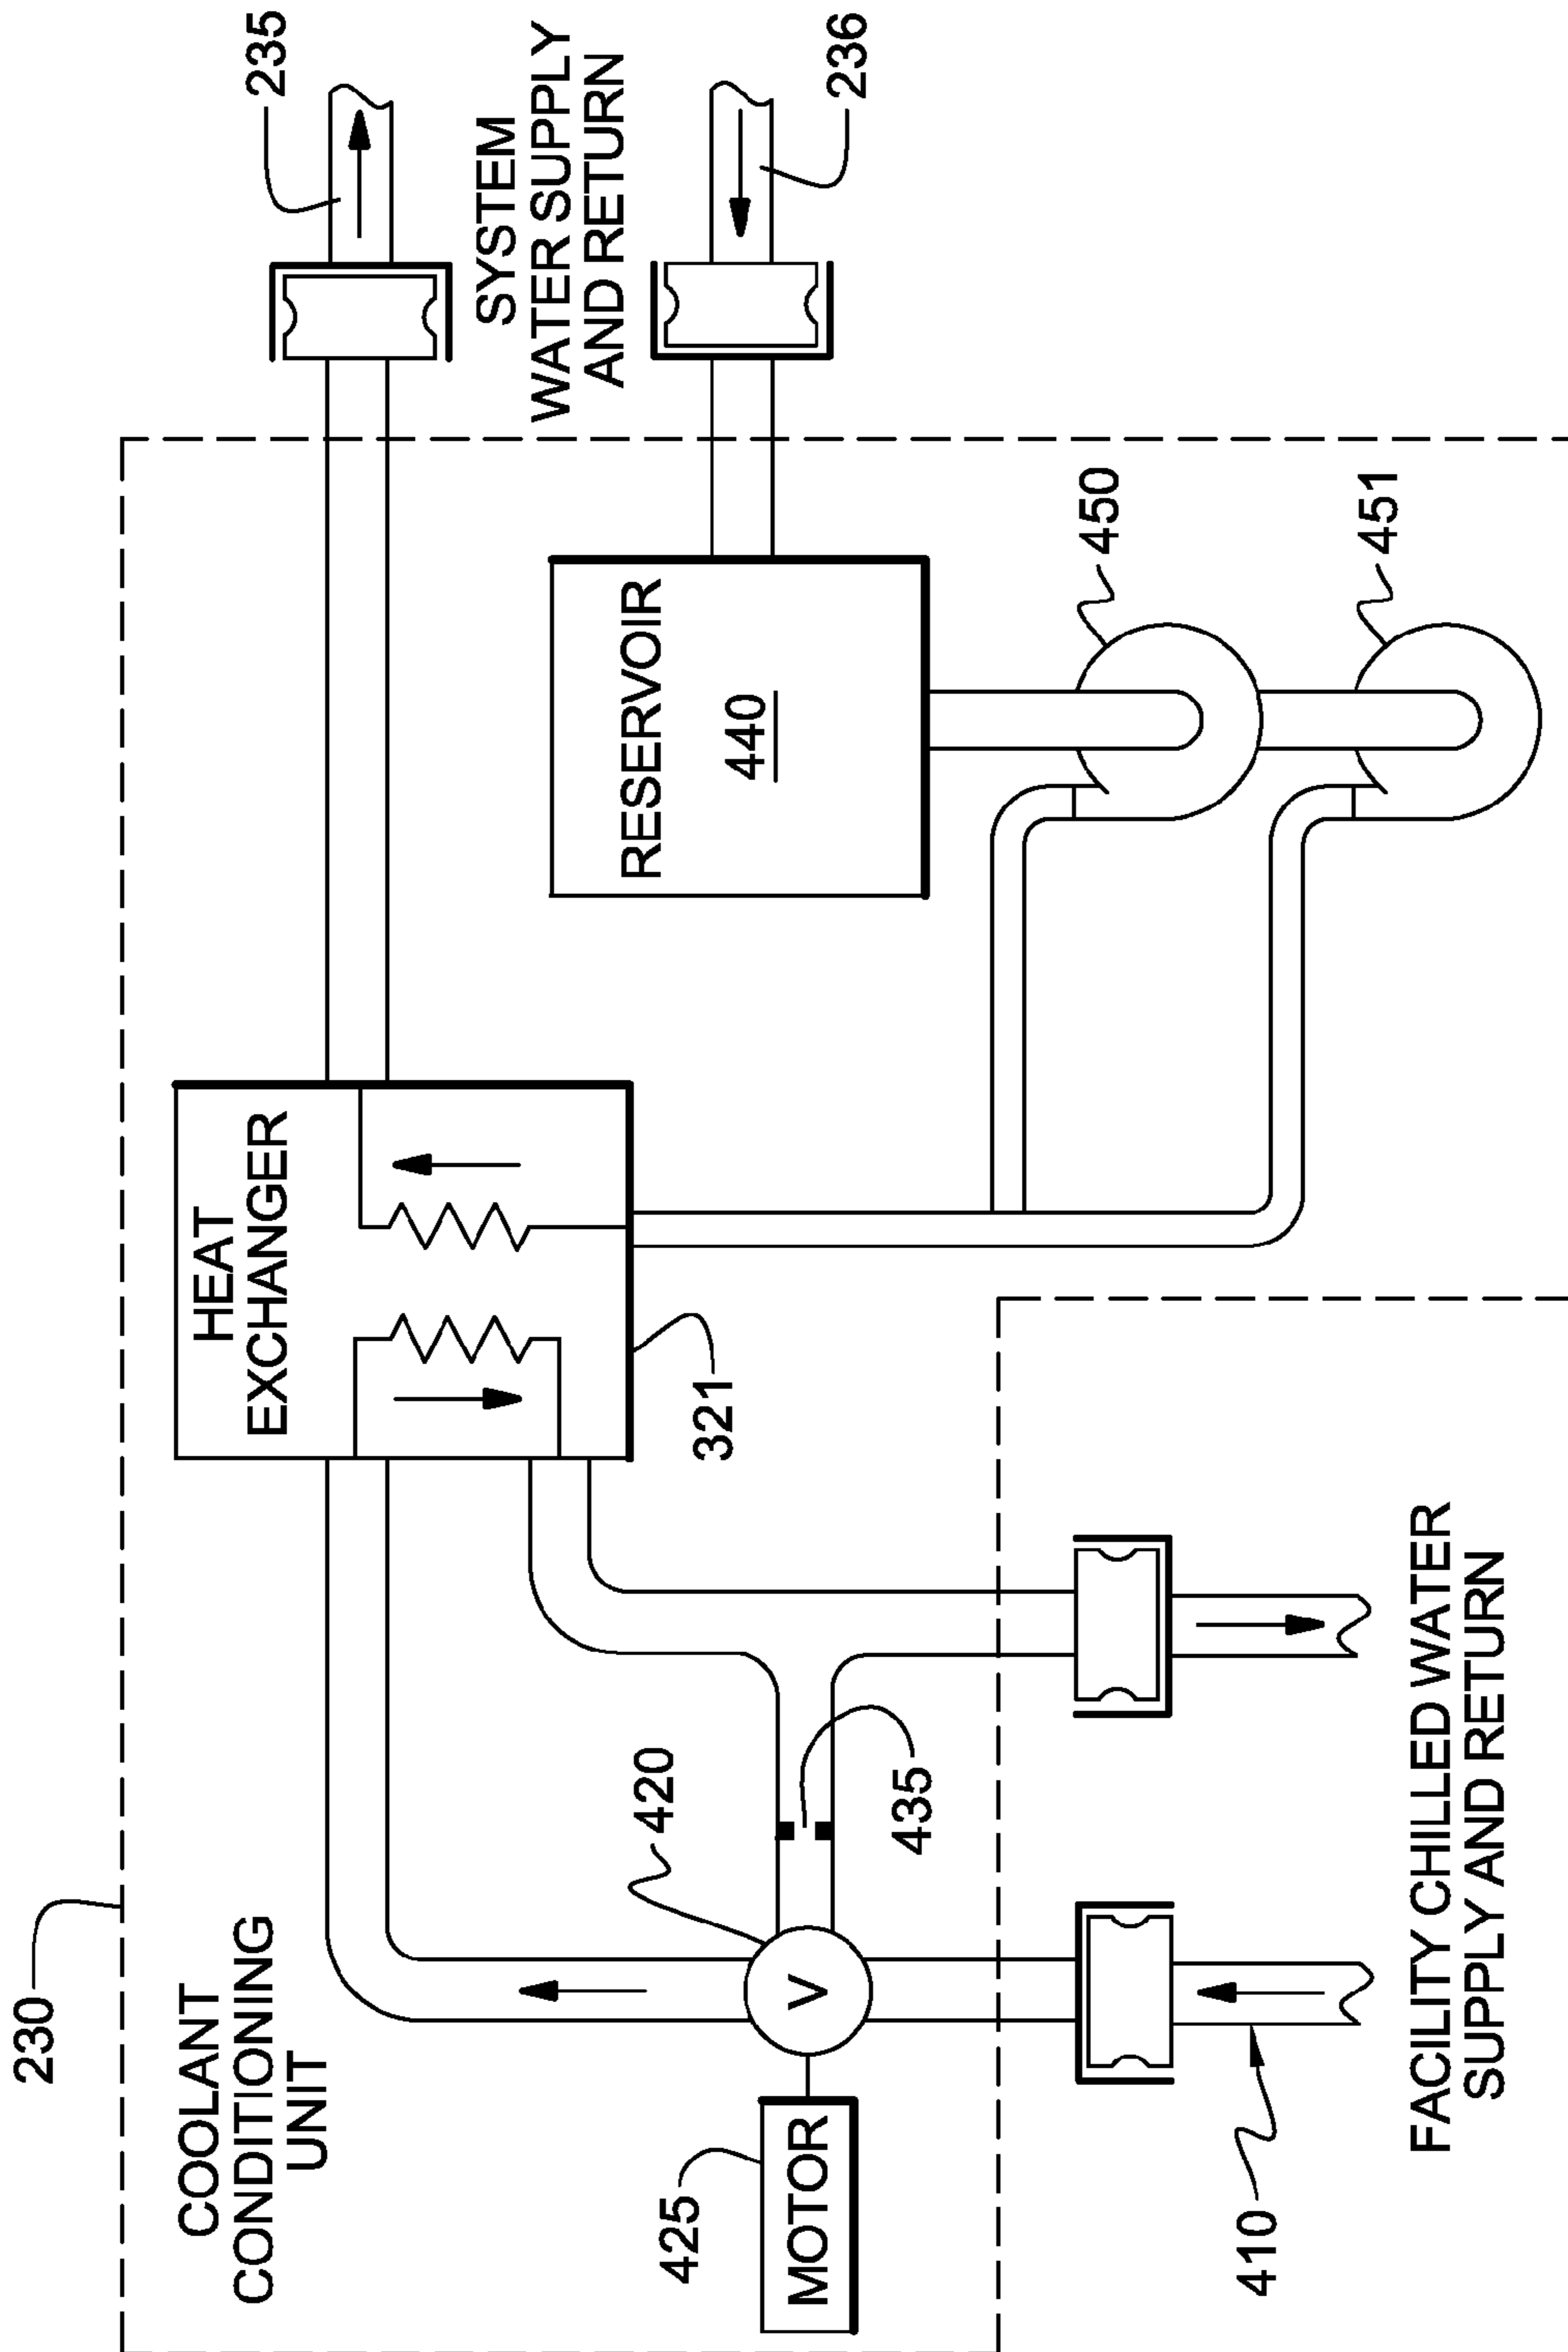 230
COOLANT
CONDITIONING
UNIT
HEAT
EXCHANGER
235
SYSTEM
WATER SUPPLY
AND RETURN
236
RESERVOIR
440
321
420
425
MOTOR
V
435
450
451
410
FACILITY CHILLED WATER
SUPPLY AND RETURN